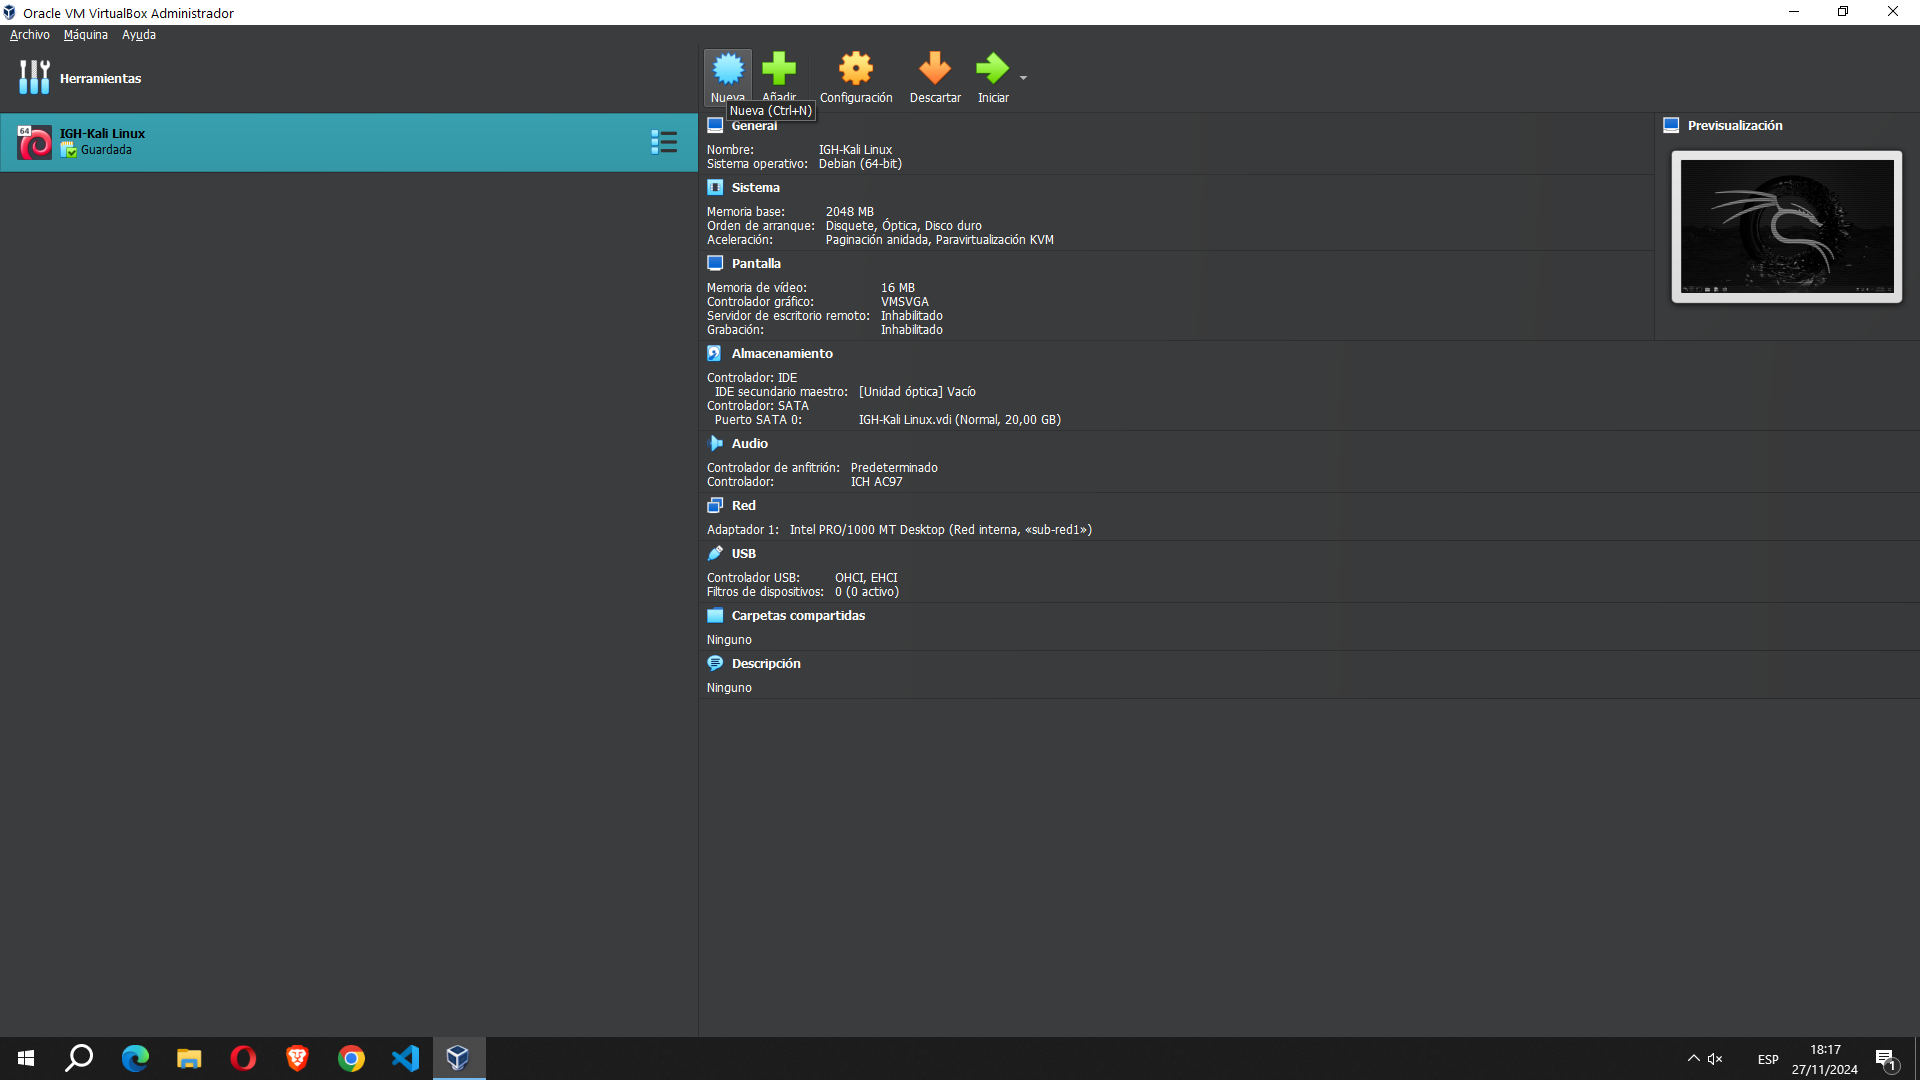 Oracle VM VirtualBox Administrador
Archivo Máquina Ayuda
Herramientas
64 IGH-Kali Linux
Guardada
Nueva Añadir Configuración Descartar Iniciar
Nueva (Ctrl+N)
General
Nombre: IGH-Kali Linux
Sistema operativo: Debian (64-bit)
Previsualización
Sistema
Memoria base: 2048 MB
Orden de arranque: Disquete, Óptica, Disco duro
Aceleración: Paginación anidada, Paravirtualización KVM
Pantalla
Memoria de vídeo: 16 MB
Controlador gráfico: VMSVGA
Servidor de escritorio remoto: Inhabilitado
Grabación: Inhabilitado
Almacenamiento
Controlador: IDE
IDE secundario maestro: [Unidad óptica] Vacío
Controlador: SATA
Puerto SATA 0: IGH-Kali Linux.vdi (Normal, 20,00 GB)
Audio
Controlador de anfitrión: Predeterminado
Controlador: ICH AC97
Red
Adaptador 1: Intel PRO/1000 MT Desktop (Red interna, «sub-red1»)
USB
Controlador USB: OHCI, EHCI
Filtros de dispositivos: 0 (0 activo)
Carpetas compartidas
Ninguno
Descripción
Ninguno
ESP
18:17
27/11/2024
1